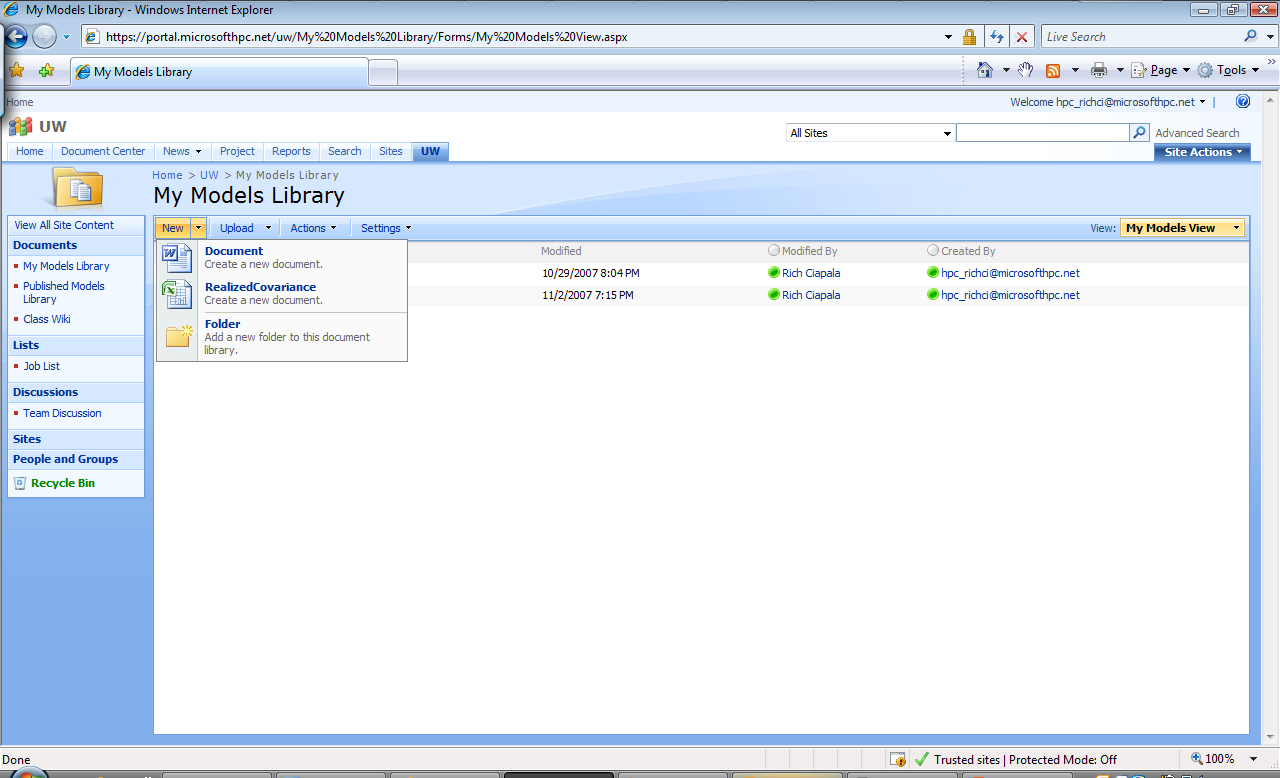 My Models Library - Windows Internet Explorer
https://portal.microsofthpc.net/uw/My%20Models%20Library/Forms/My%20Models%20View.aspx
Live Search
My Models Library
Page
Tools
Home
Welcome hpc_richci@microsofthpc.net
UW
All Sites
Advanced Search
Home
Document Center
News
Project
Reports
Search
Sites
UW
Site Actions
Home > UW > My Models Library
My Models Library
View All Site Content
Documents
My Models Library
Published Models
Library
Class Wiki
Lists
Job List
Discussions
Team Discussion
Sites
People and Groups
Recycle Bin
New
Upload
Actions
Settings
View:
My Models View
Document
Create a new document.
RealizedCovariance
Create a new document.
Folder
Add a new folder to this document
library.
Modified
Modified By
Created By
10/29/2007 8:04 PM
Rich Ciapala
hpc_richci@microsofthpc.net
11/2/2007 7:15 PM
Rich Ciapala
hpc_richci@microsofthpc.net
Done
Trusted sites | Protected Mode: Off
100%